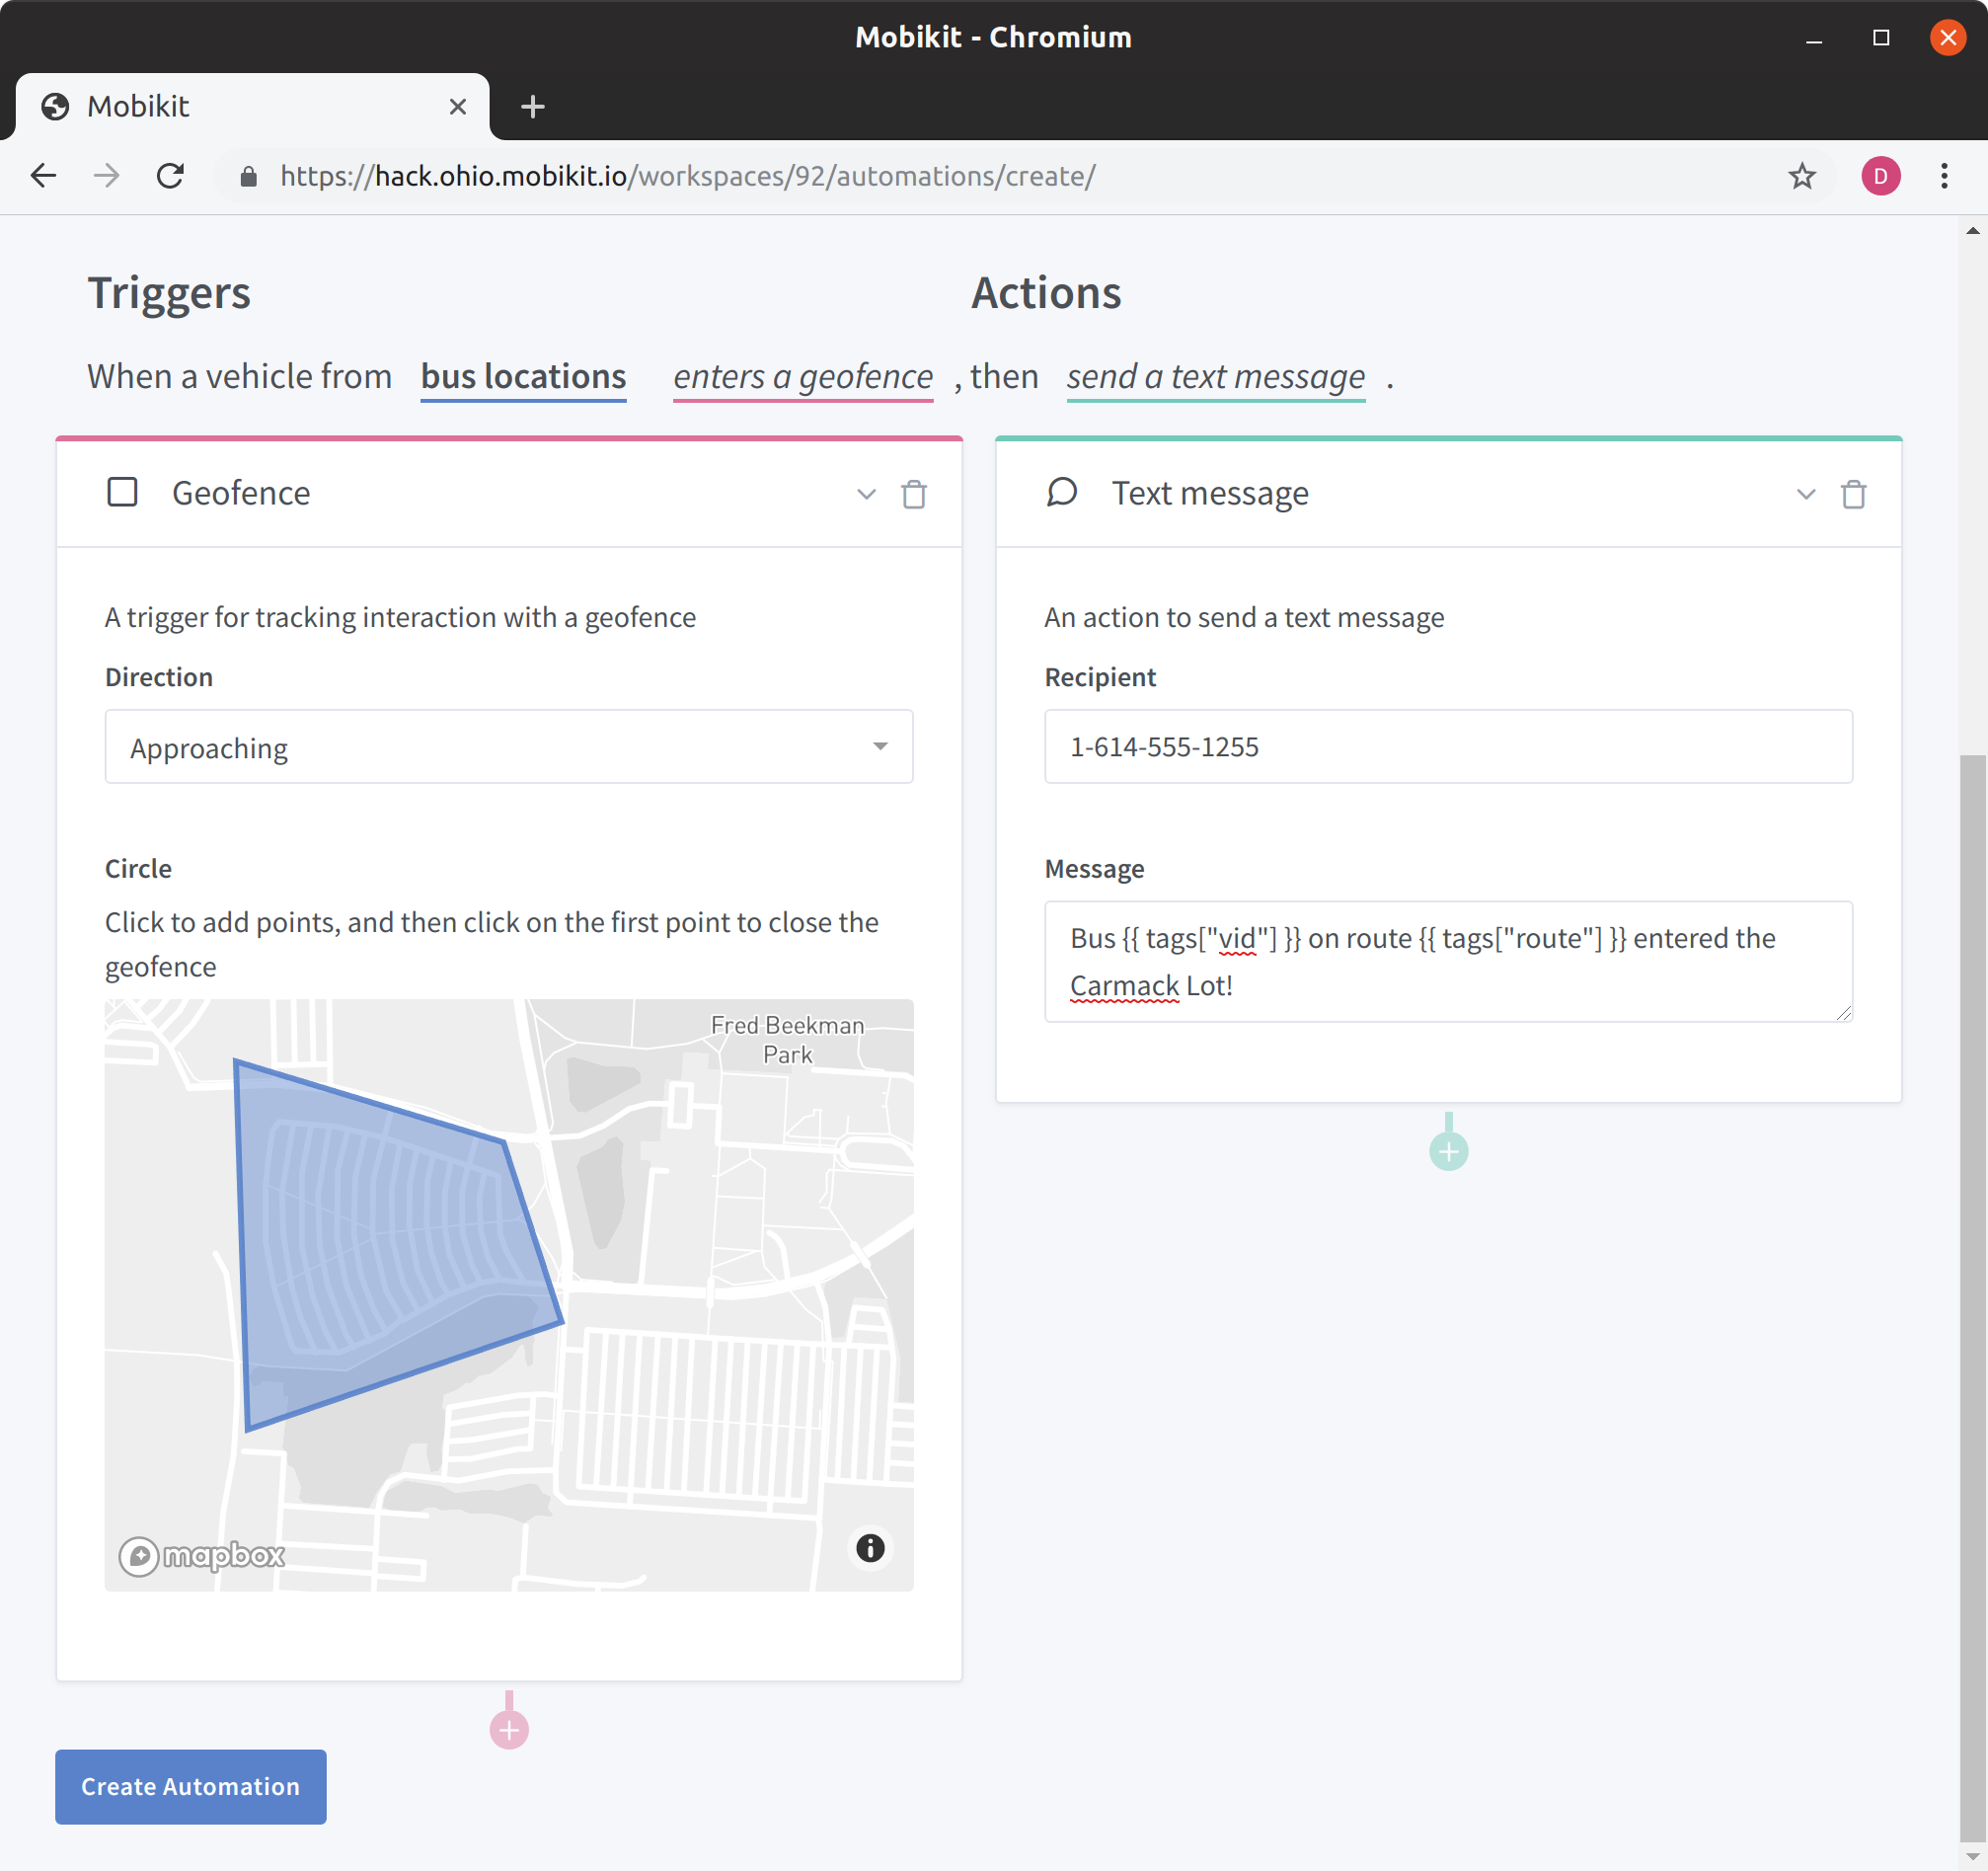 Mobikit - Chromium
Mobikit
https://hack.ohio.mobikit.io/workspaces/92/automations/create/
D
Triggers
Actions
When a vehicle from bus locations enters a geofence , then send a text message .
Geofence
A trigger for tracking interaction with a geofence
Direction
Approaching
Circle
Click to add points, and then click on the first point to close the
geofence
Fred Beekman
Park
mapbox
Text message
An action to send a text message
Recipient
1-614-555-1255
Message
Bus {{ tags["vid"] }} on route {{ tags["route"] }} entered the
Carmack Lot!
Create Automation